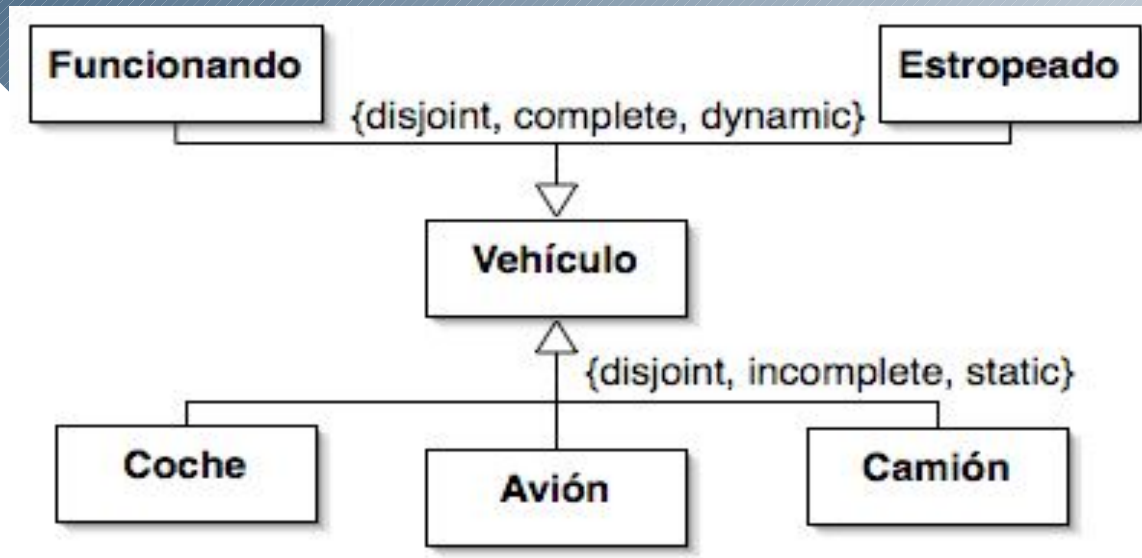 Funcionando
Estropeado
{disjoint, complete, dynamic}
Vehículo
{disjoint, incomplete, static}
Coche
Avión
Camión